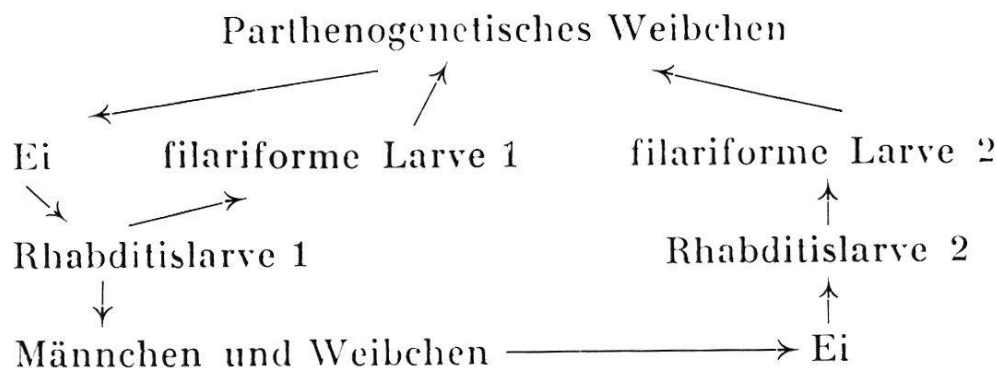 Parthenogenetisches Weibchen
Ei filariforme Larve 1 filariforme Larve 2
Rhabditislarve 1 Rhabditislarve 2
Männchen und Weibchen Ei